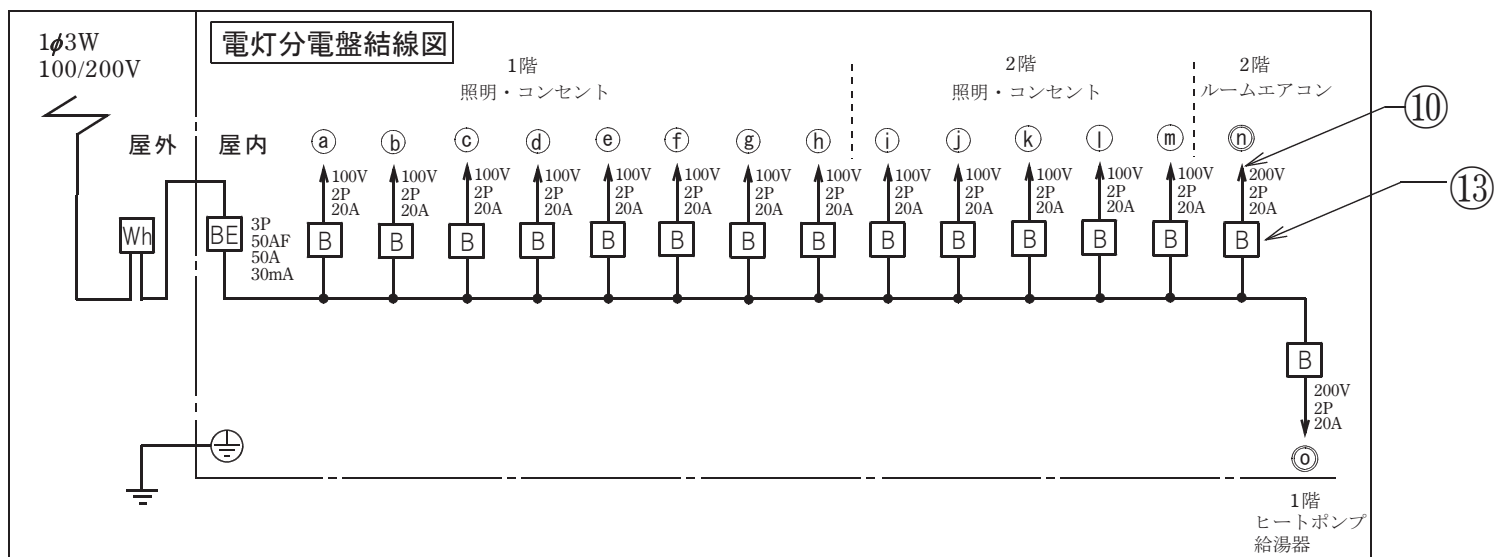 1φ3W
100/200V
電灯分電盤結線図
1階
照明・コンセント
2階
照明・コンセント
2階
ルームエアコン
⑩
⑬
屋外
屋内
ⓐ ⓑ ⓒ ⓓ ⓔ ⓕ ⓖ ⓗ ⓘ ⓙ ⓚ ⓛ ⓜ ⓝ
100V 100V 100V 100V 100V 100V 100V 100V 100V 100V 100V 100V 100V 200V
2P 2P 2P 2P 2P 2P 2P 2P 2P 2P 2P 2P 2P 2P
20A 20A 20A 20A 20A 20A 20A 20A 20A 20A 20A 20A 20A 20A
Wh
BE
3P
50AF
50A
30mA
B B B B B B B B B B B B B B
B
200V
2P
20A
ⓞ
1階
ヒートポンプ
給湯器